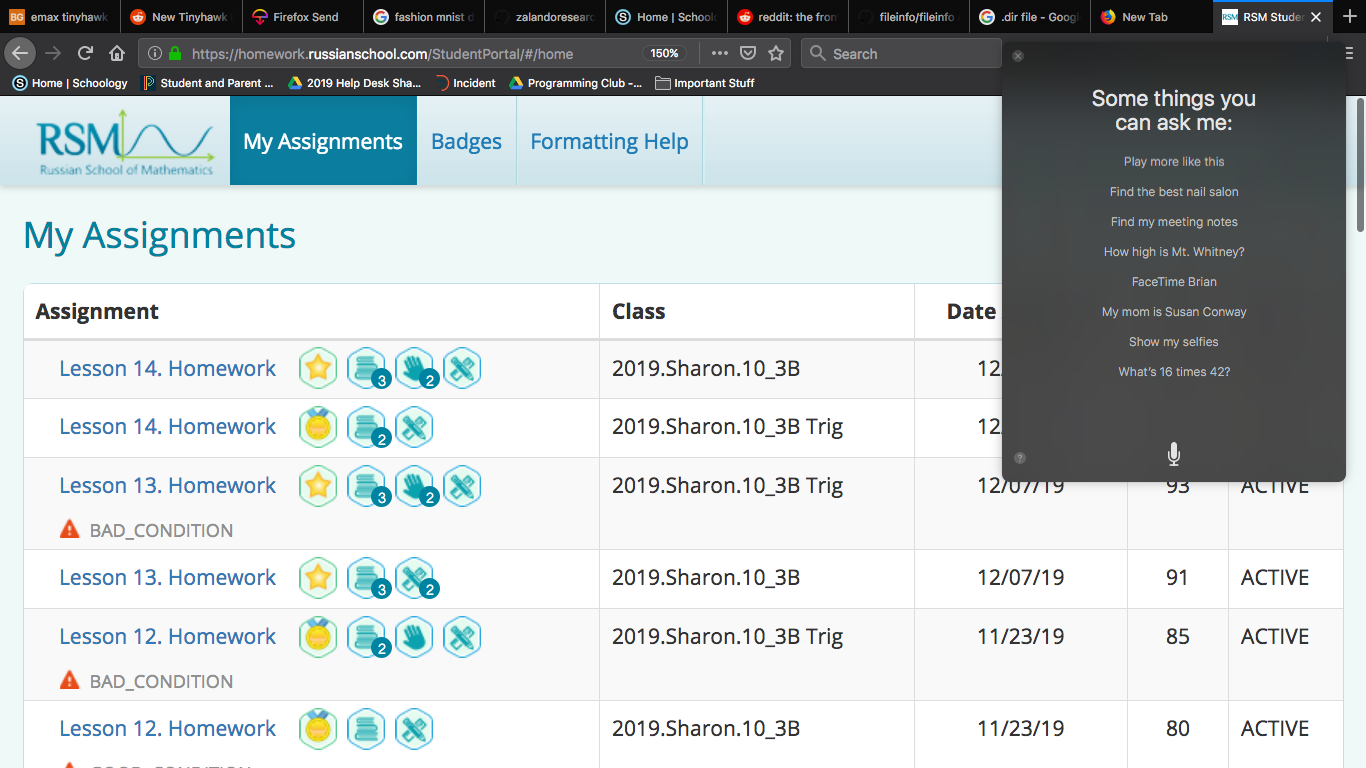 emax tinyhawk
New Tinyhawk
Firefox Send
fashion mnist d
zalandoresearc
Home | School
reddit: the fron
fileinfo/fileinfo
.dir file - Googl
New Tab
RSM Studen
https://homework.russianschool.com/StudentPortal/#/home
150%
Search
Home | Schoology
Student and Parent ...
2019 Help Desk Sha...
Incident
Programming Club -...
Important Stuff
RSM
Russian School of Mathematics
My Assignments
Badges
Formatting Help
My Assignments
Assignment Class Date
Lesson 14. Homework 3 2 2019.Sharon.10_3B 12/
Lesson 14. Homework 2 2019.Sharon.10_3B Trig 12/
Lesson 13. Homework 3 2 2019.Sharon.10_3B Trig 12/07/19 93 ACTIVE
BAD_CONDITION
Lesson 13. Homework 3 2 2019.Sharon.10_3B 12/07/19 91 ACTIVE
Lesson 12. Homework 2 2019.Sharon.10_3B Trig 11/23/19 85 ACTIVE
BAD_CONDITION
Lesson 12. Homework 2019.Sharon.10_3B 11/23/19 80 ACTIVE
Some things you
can ask me:
Play more like this
Find the best nail salon
Find my meeting notes
How high is Mt. Whitney?
FaceTime Brian
My mom is Susan Conway
Show my selfies
What's 16 times 42?
?